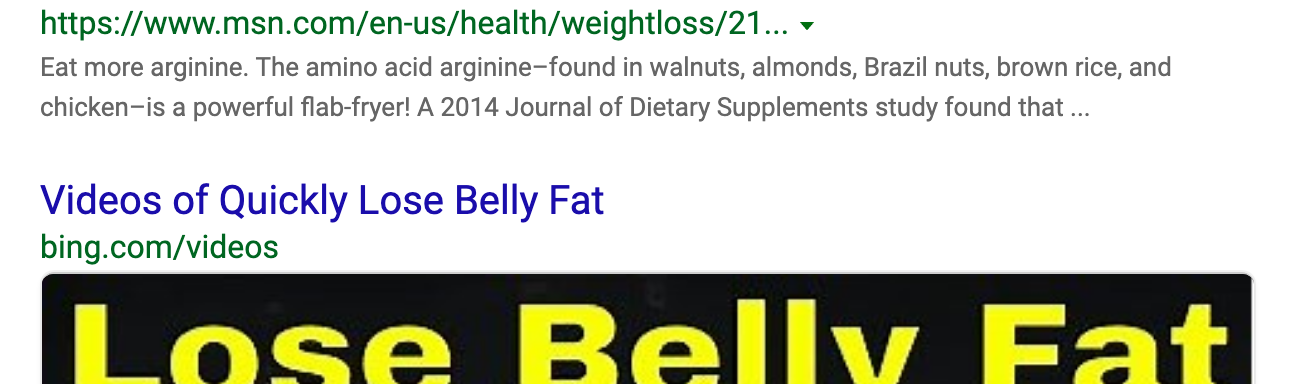 https://www.msn.com/en-us/health/weightloss/21...
Eat more arginine. The amino acid arginine–found in walnuts, almonds, Brazil nuts, brown rice, and
chicken–is a powerful flab-fryer! A 2014 Journal of Dietary Supplements study found that ...
Videos of Quickly Lose Belly Fat
bing.com/videos
Lose Belly Fat